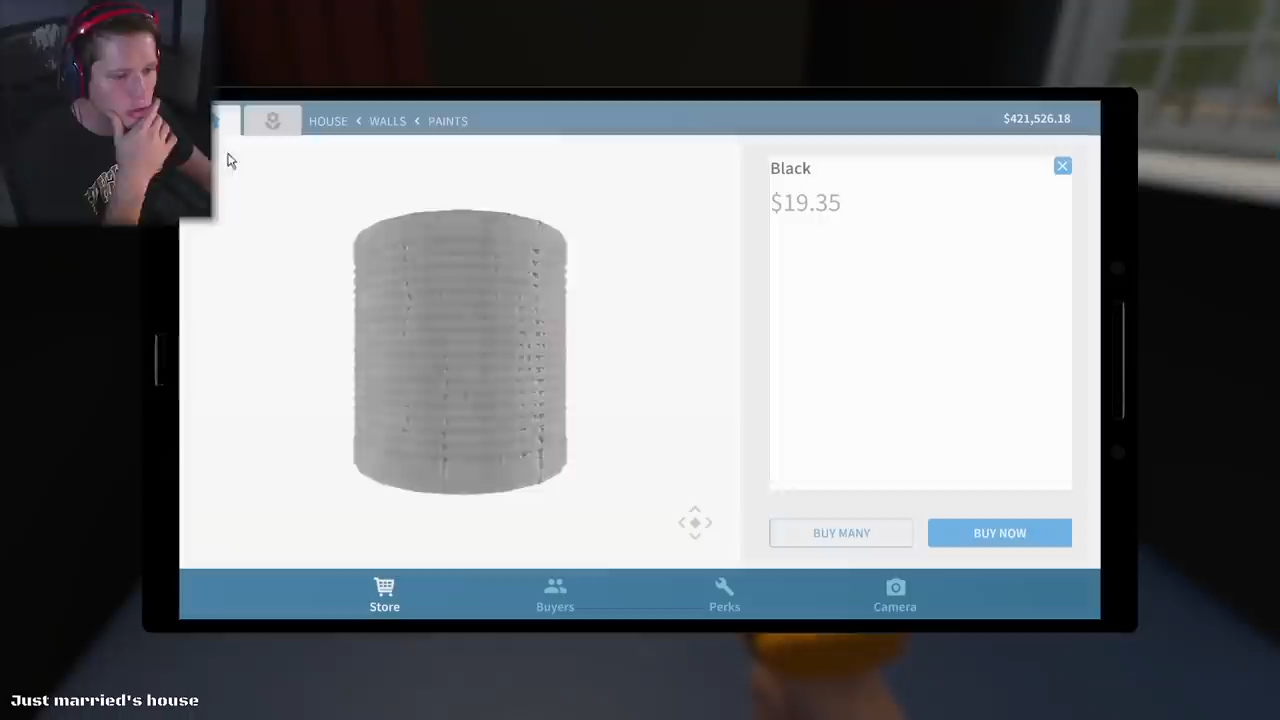 HOUSE < WALLS < PAINTS
$421,526.18
Black
$19.35
BUY MANY
BUY NOW
Store
Buyers
Perks
Camera
Just married's house